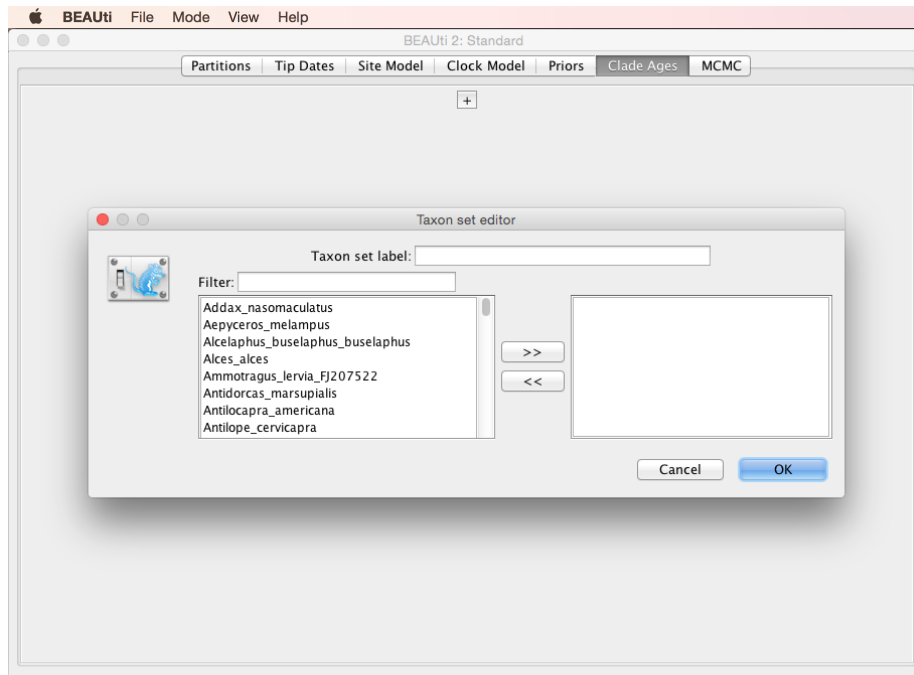 BEAUti File Mode View Help
BEAUti 2: Standard
Partitions Tip Dates Site Model Clock Model Priors Clade Ages MCMC
+
Taxon set editor
Taxon set label:
Filter:
Addax_nasomaculatus
Aepyceros_melampus
Alcelaphus_buselaphus_buselaphus
Alces_alces
Ammotragus_lervia_FJ207522
Antidorcas_marsupialis
Antilocapra_americana
Antilope_cervicapra
>>
<<
Cancel OK